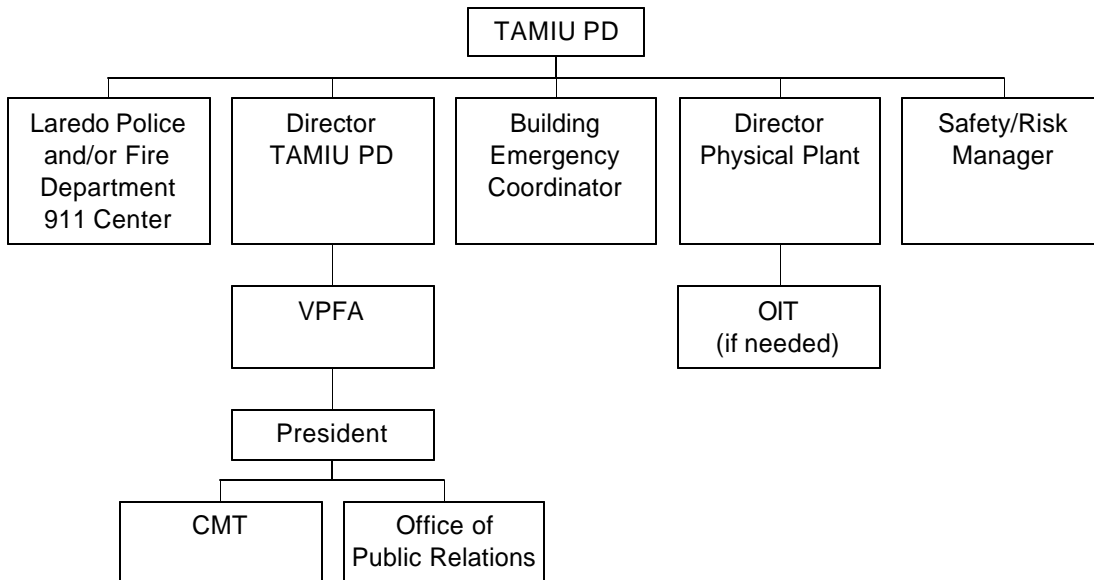 TAMIU PD
Laredo Police
and/or Fire
Department
911 Center
Director
TAMIU PD
Building
Emergency
Coordinator
Director
Physical Plant
Safety/Risk
Manager
VPFA
OIT
(if needed)
President
CMT
Office of
Public Relations